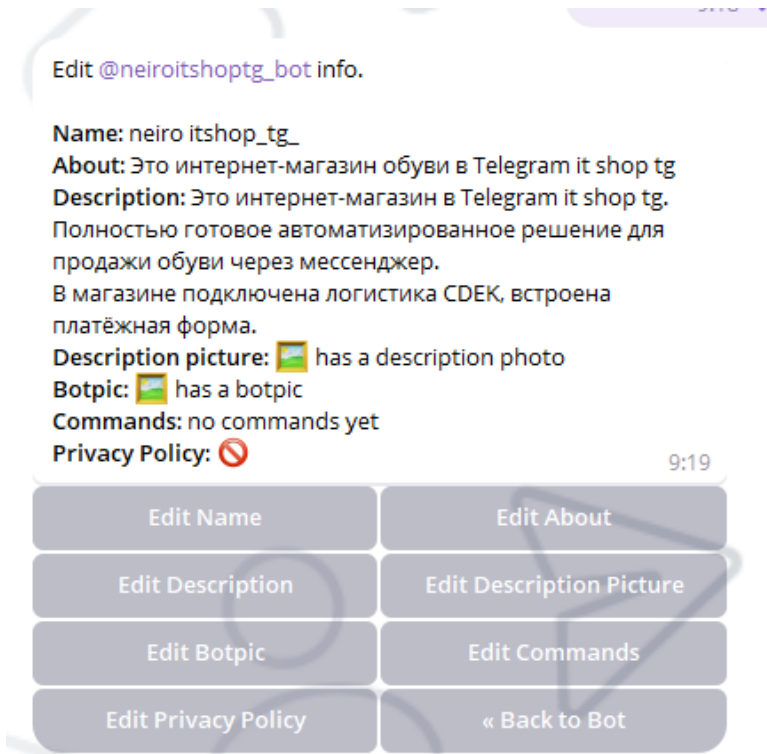 Edit @neiroitshoptg_bot info.
Name: neiro itshop_tg_
About: Это интернет-магазин обуви в Telegram it shop tg
Description: Это интернет-магазин в Telegram it shop tg.
Полностью готовое автоматизированное решение для
продажи обуви через мессенджер.
В магазине подключена логистика CDEK, встроена
платёжная форма.
Description picture: 🖼 has a description photo
Botpic: 🖼 has a botpic
Commands: no commands yet
Privacy Policy: 🚫
9:19
Edit Name
Edit About
Edit Description
Edit Description Picture
Edit Botpic
Edit Commands
Edit Privacy Policy
« Back to Bot